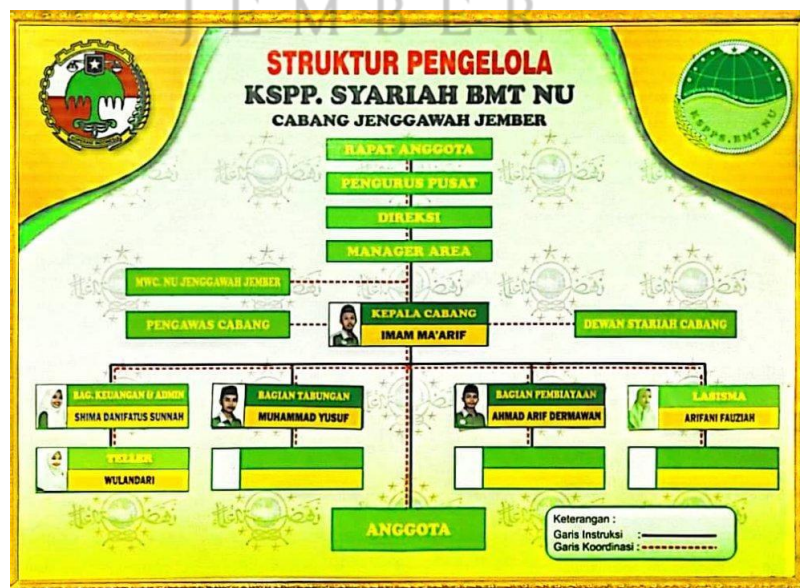 JEMBER
STRUKTUR PENGELOLA
KSPP. SYARIAH BMT NU
CABANG JENGGAWAH JEMBER
RAPAT ANGGOTA
PENGURUS PUSAT
DIREKSI
MANAGER AREA
MWC. NU JENGGAWAH JEMBER
PENGAWAS CABANG
KEPALA CABANG
IMAM MA'ARIF
DEWAN SYARIAH CABANG
BAG. KEUANGAN & ADMIN
SHIMA DANIFATUS SUNNAH
BAGIAN TABUNGAN
MUHAMMAD YUSUF
BAGIAN PEMBIAYAAN
AHMAD ARIF DERMAWAN
LASISMA
ARIFANI FAUZIAH
TELLER
WULANDARI
ANGGOTA
Keterangan :
Garis Instruksi :
Garis Koordinasi :
KSPPS. BMT NU